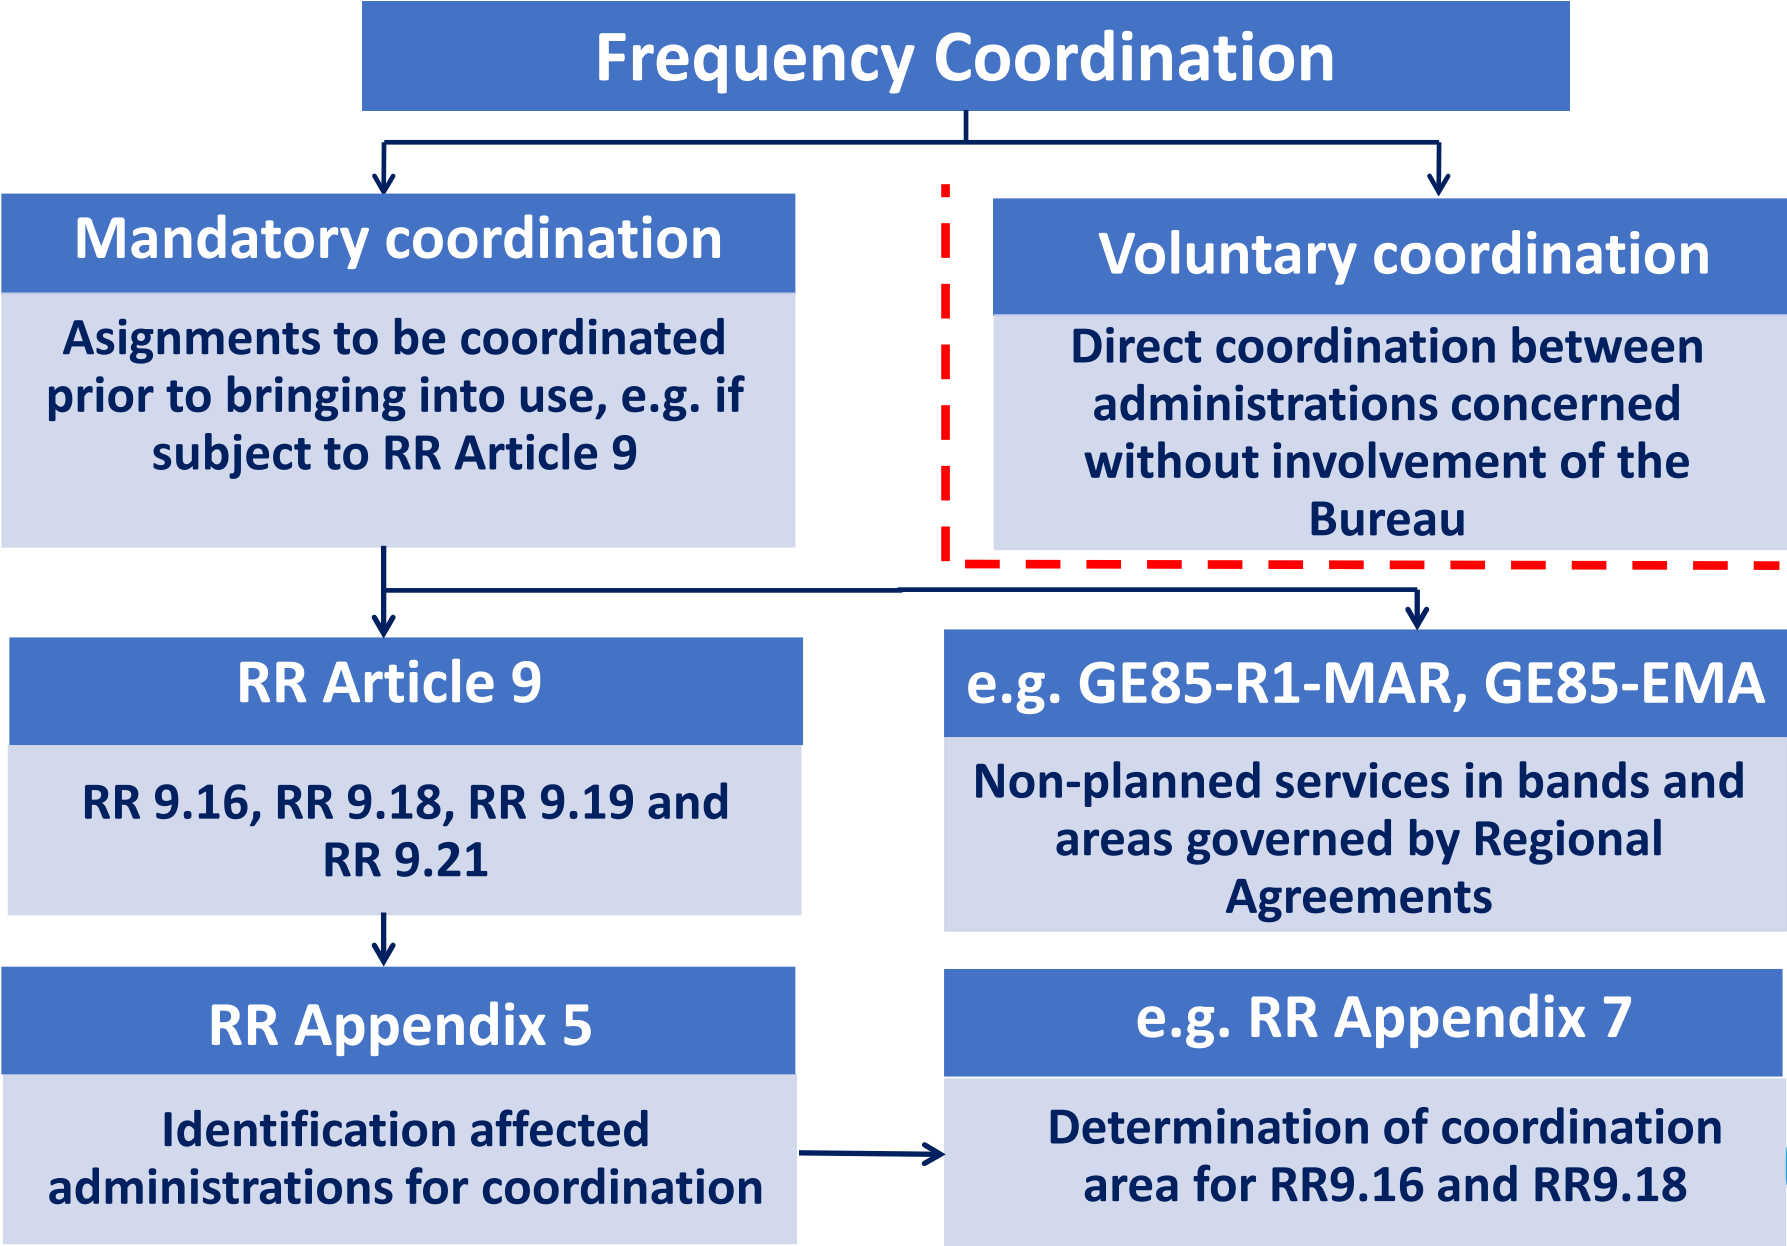 Frequency Coordination
Mandatory coordination
Asignments to be coordinated
prior to bringing into use, e.g. if
subject to RR Article 9
Voluntary coordination
Direct coordination between
administrations concerned
without involvement of the
Bureau
RR Article 9
RR 9.16, RR 9.18, RR 9.19 and
RR 9.21
e.g. GE85-R1-MAR, GE85-EMA
Non-planned services in bands and
areas governed by Regional
Agreements
RR Appendix 5
Identification affected
administrations for coordination
e.g. RR Appendix 7
Determination of coordination
area for RR9.16 and RR9.18